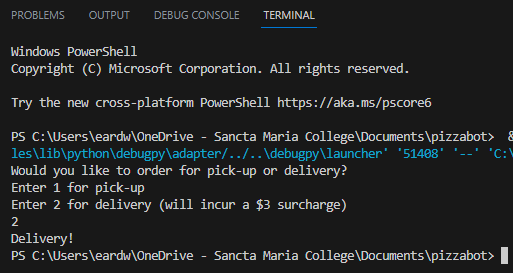 PROBLEMS OUTPUT DEBUG CONSOLE TERMINAL
Windows PowerShell
Copyright (C) Microsoft Corporation. All rights reserved.
Try the new cross-platform PowerShell https://aka.ms/pscore6
PS C:\Users\eardw\OneDrive - Sancta Maria College\Documents\pizzabot> &
les\lib\python\debugpy\adapter/../..\debugpy\launcher' '51408' '--' 'C:\
Would you like to order for pick-up or delivery?
Enter 1 for pick-up
Enter 2 for delivery (will incur a $3 surcharge)
2
Delivery!
PS C:\Users\eardw\OneDrive - Sancta Maria College\Documents\pizzabot>